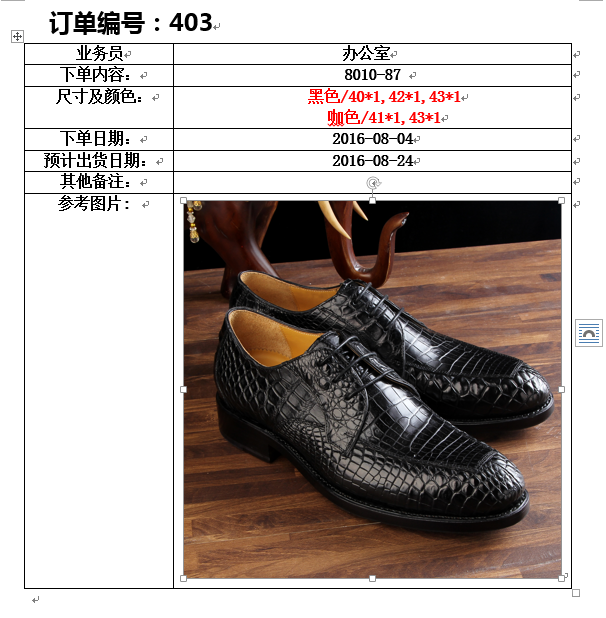 订单编号：403
业务员
办公室
下单内容：
8010-87
尺寸及颜色：
黑色/40*1,42*1,43*1
咖色/41*1,43*1
下单日期：
2016-08-04
预计出货日期：
2016-08-24
其他备注：
参考图片：